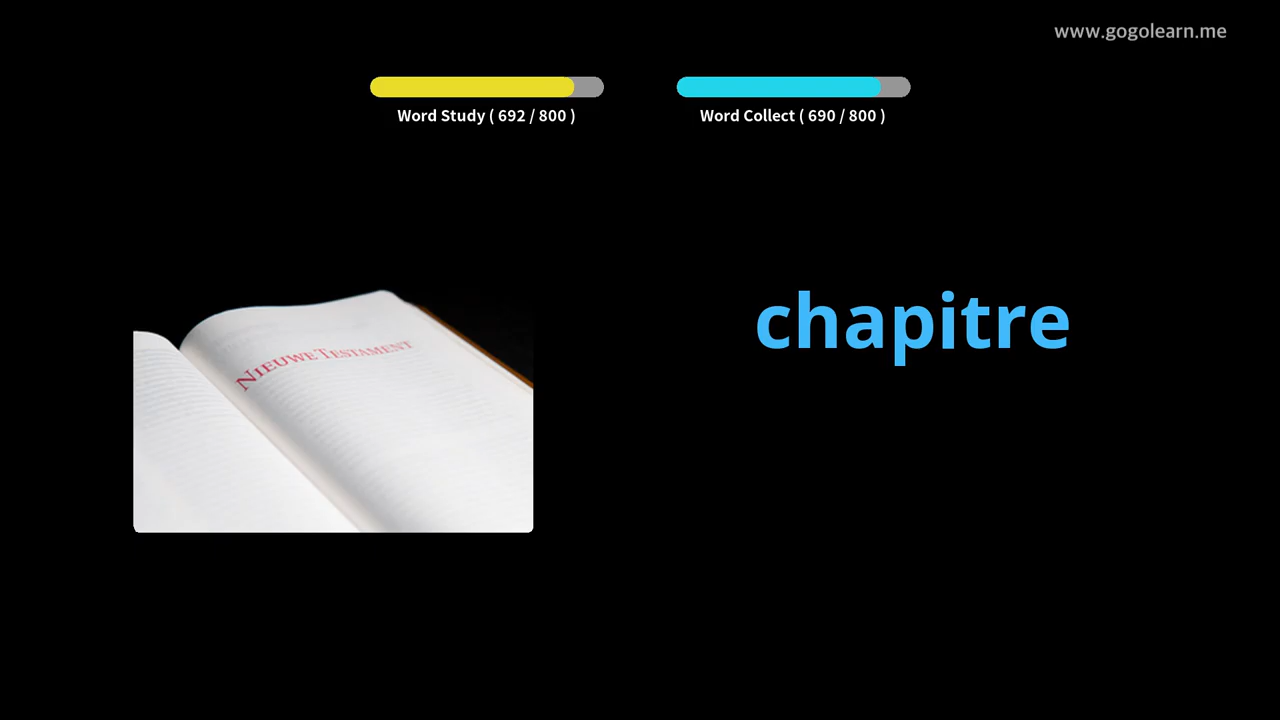 www.gogolearn.me
Word Study ( 692 / 800 )
Word Collect ( 690 / 800 )
chapitre
NIEUWE TESTAMENT